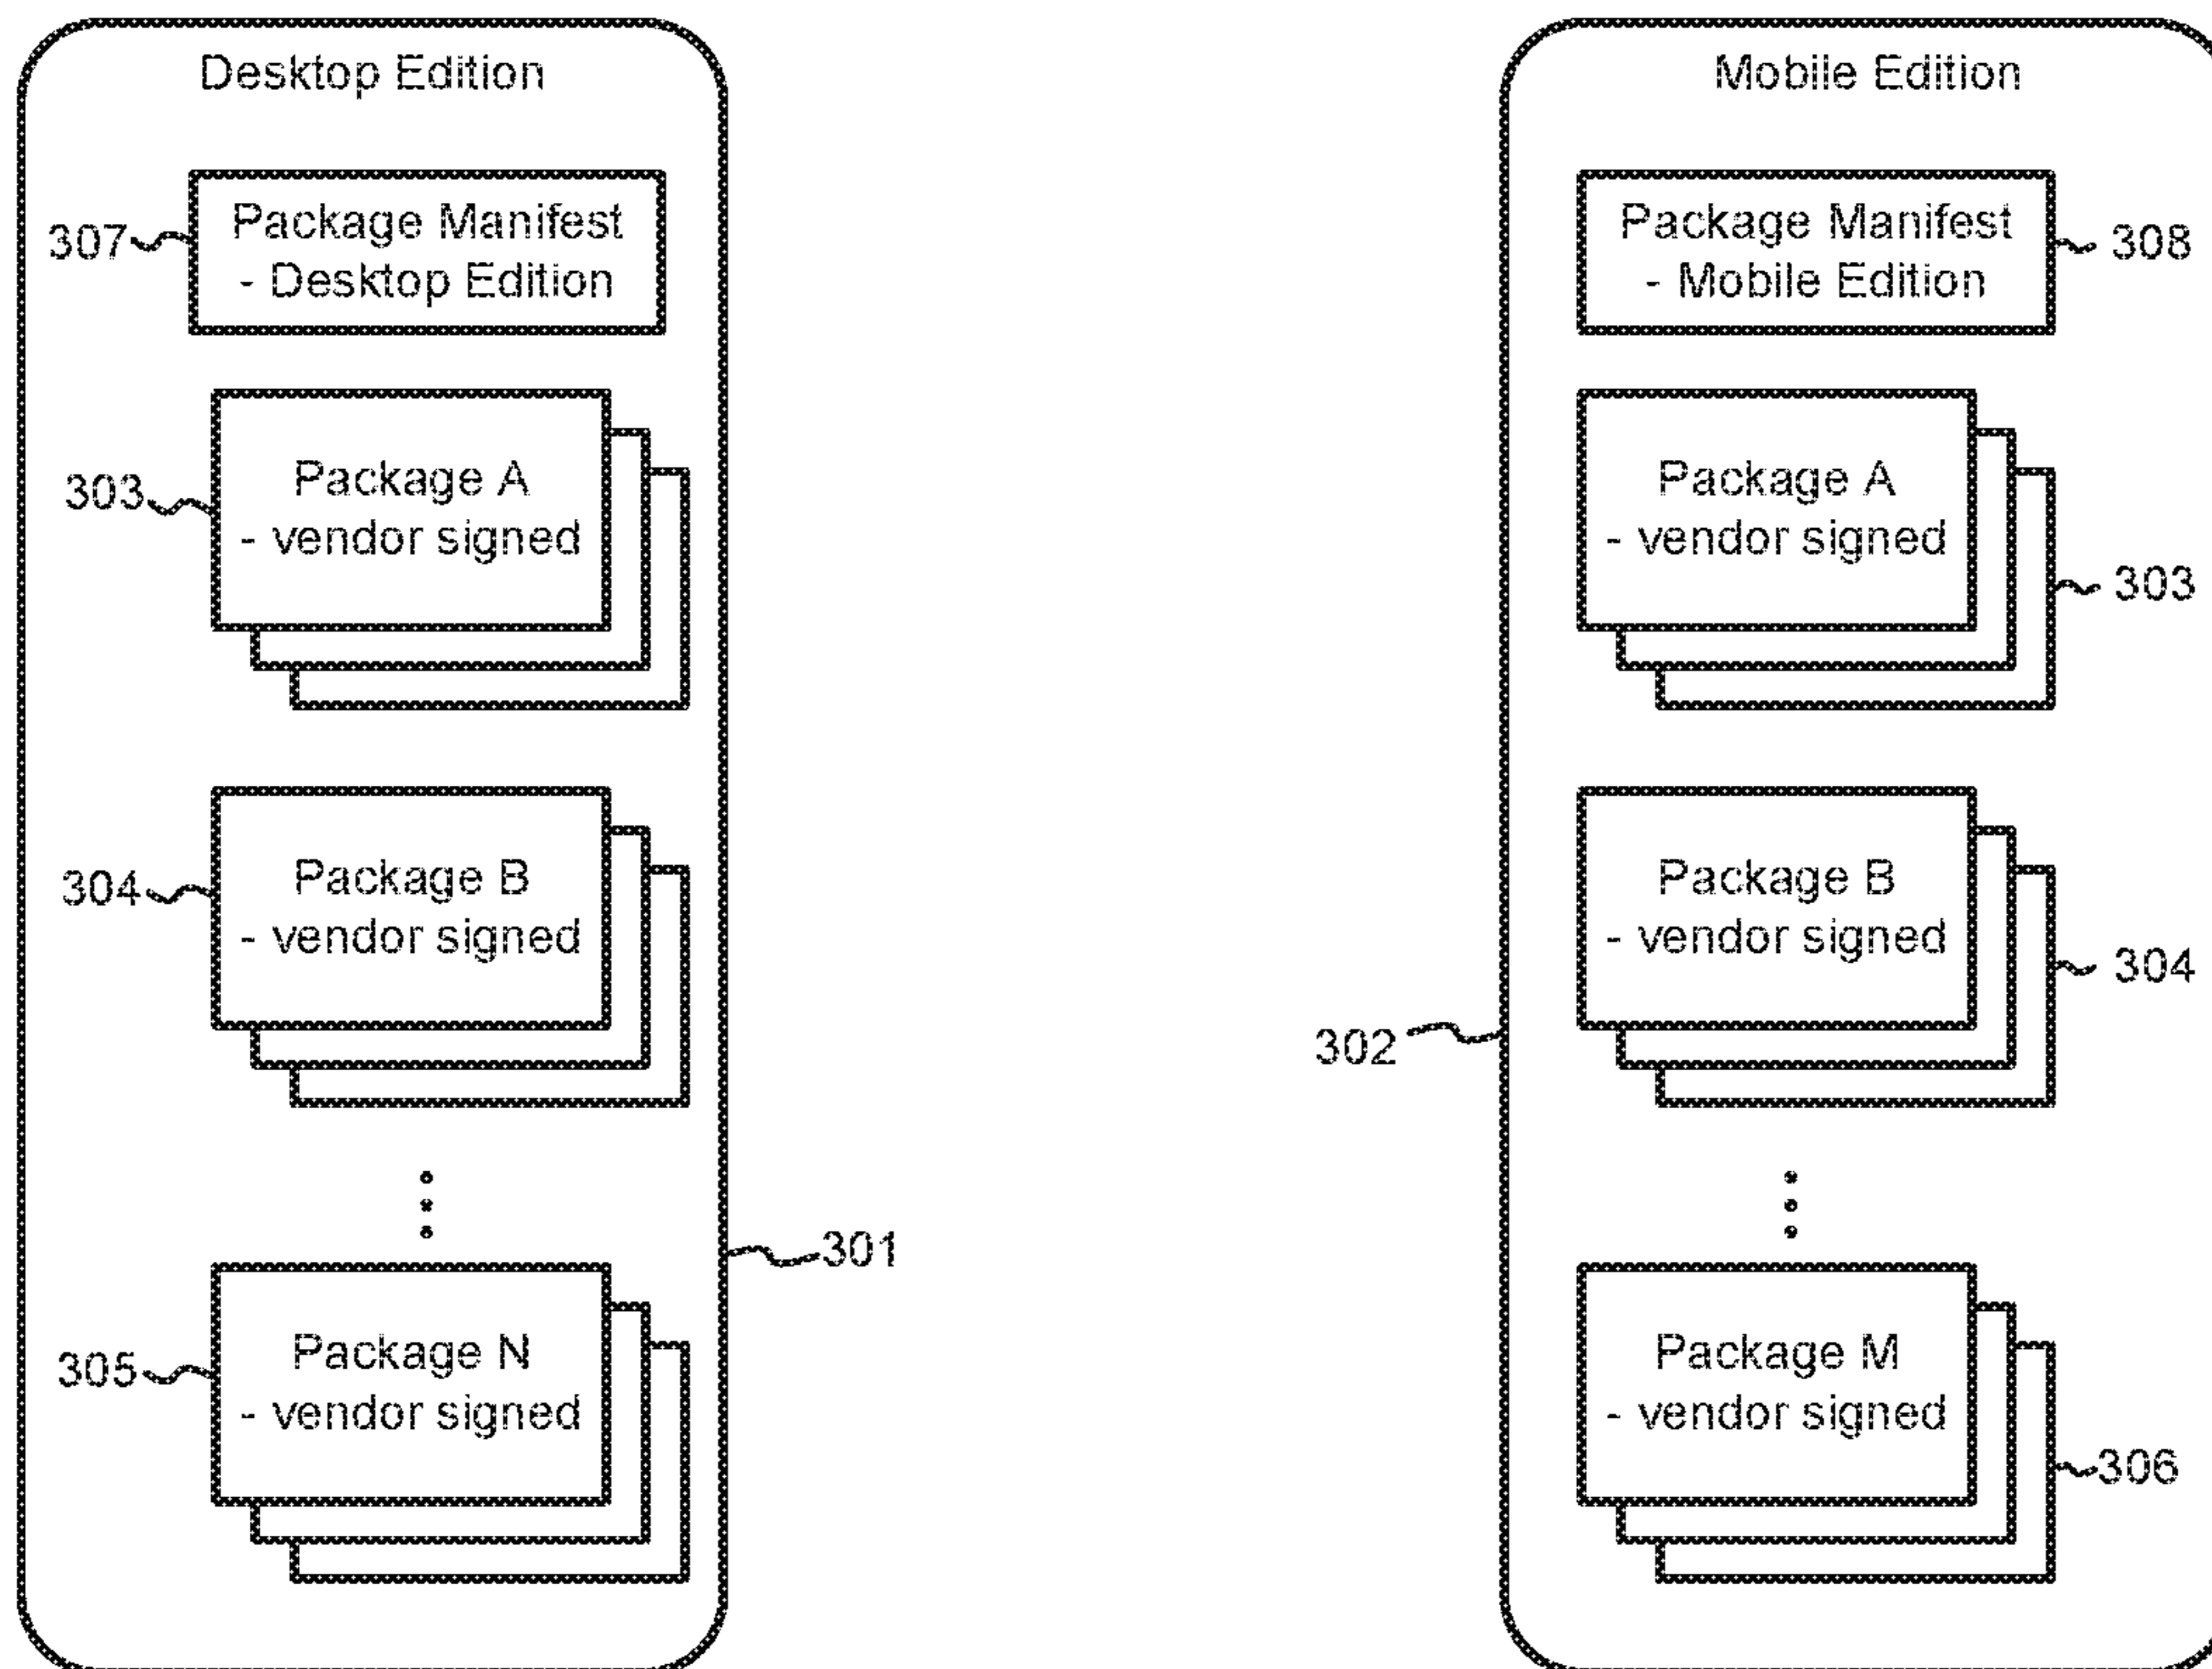 Desktop Edition
307
Package Manifest
- Desktop Edition
303
Package A
- vendor signed
304
Package B
- vendor signed
301
305
Package N
- vendor signed
Mobile Edition
Package Manifest
- Mobile Edition
308
Package A
- vendor signed
303
Package B
- vendor signed
304
302
Package M
- vendor signed
306